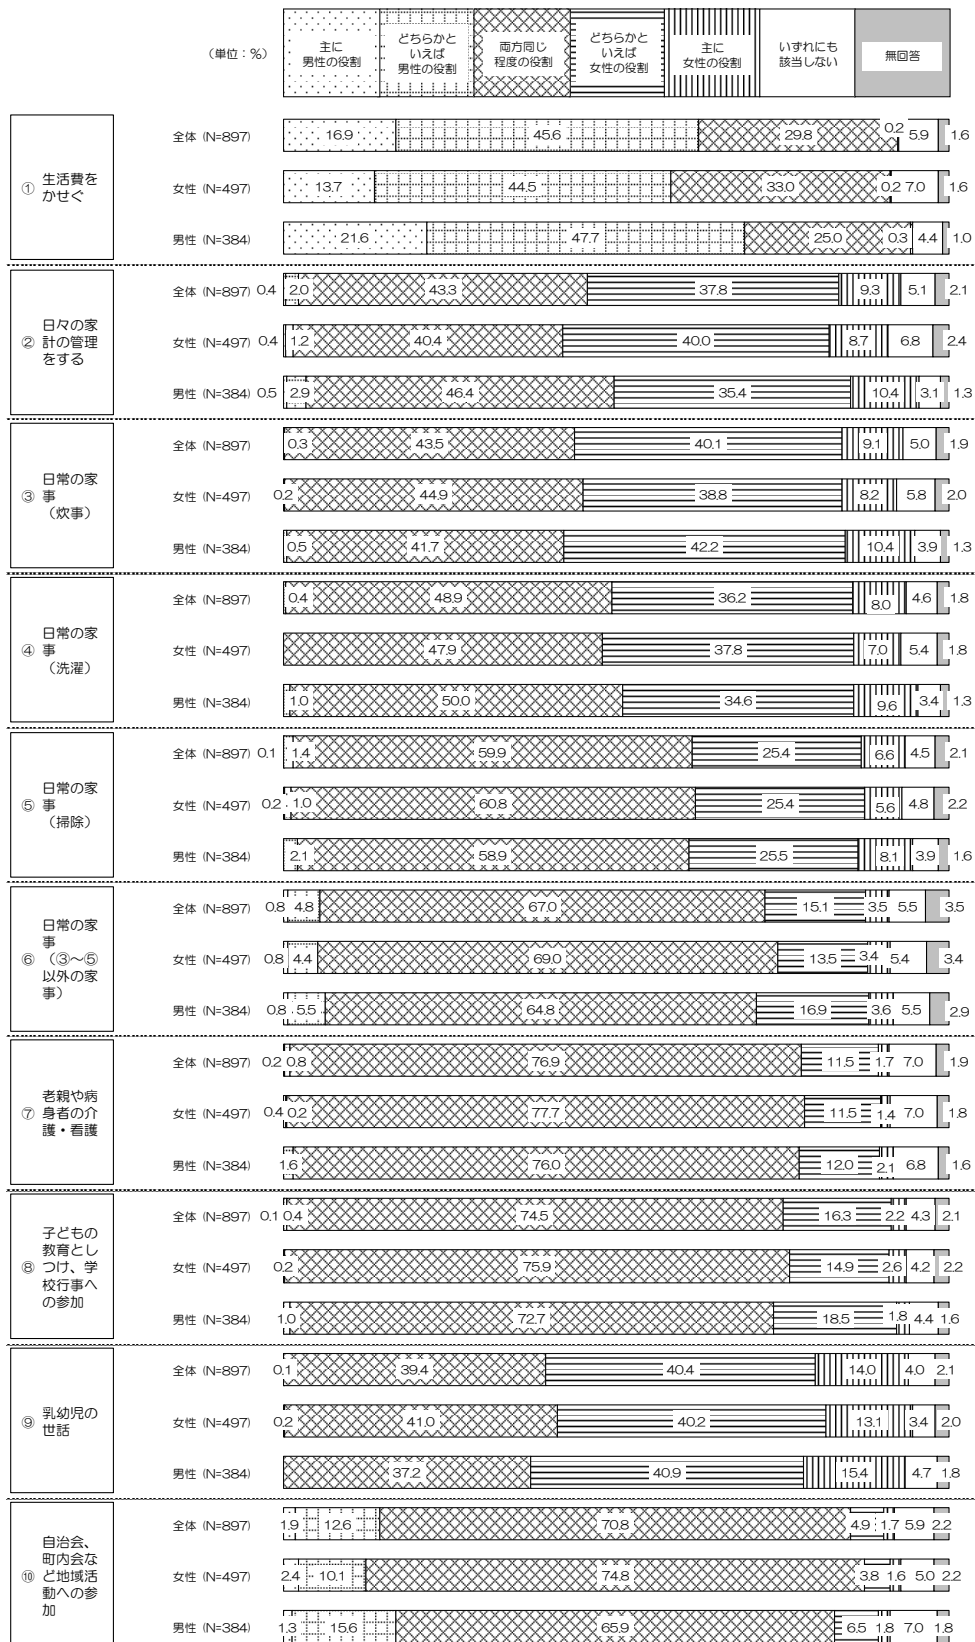 （単位：%）
主に
男性の役割
どちらかと
いえば
男性の役割
両方同じ
程度の役割
どちらかと
いえば
女性の役割
主に
女性の役割
いずれにも
該当しない
無回答
① 生活費を
かせぐ
全体 (N=897) 16.9 45.6 29.8 0.2 5.9 1.6
女性 (N=497) 13.7 44.5 33.0 0.2 7.0 1.6
男性 (N=384) 21.6 47.7 25.0 0.3 4.4 1.0
② 日々の家
計の管理
をする
全体 (N=897) 0.4 2.0 43.3 37.8 9.3 5.1 2.1
女性 (N=497) 0.4 1.2 40.4 40.0 8.7 6.8 2.4
男性 (N=384) 0.5 2.9 46.4 35.4 10.4 3.1 1.3
③ 日常の家
事
（炊事）
全体 (N=897) 0.3 43.5 40.1 9.1 5.0 1.9
女性 (N=497) 0.2 44.9 38.8 8.2 5.8 2.0
男性 (N=384) 0.5 41.7 42.2 10.4 3.9 1.3
④ 日常の家
事
（洗濯）
全体 (N=897) 0.4 48.9 36.2 8.0 4.6 1.8
女性 (N=497) 47.9 37.8 7.0 5.4 1.8
男性 (N=384) 1.0 50.0 34.6 9.6 3.4 1.3
⑤ 日常の家
事
（掃除）
全体 (N=897) 0.1 1.4 59.9 25.4 6.6 4.5 2.1
女性 (N=497) 0.2 1.0 60.8 25.4 5.6 4.8 2.2
男性 (N=384) 2.1 58.9 25.5 8.1 3.9 1.6
⑥ 日常の家
事
（③～⑤
以外の家
事）
全体 (N=897) 0.8 4.8 67.0 15.1 3.5 5.5 3.5
女性 (N=497) 0.8 4.4 69.0 13.5 3.4 5.4 3.4
男性 (N=384) 0.8 5.5 64.8 16.9 3.6 5.5 2.9
⑦ 老親や病
身者の介
護・看護
全体 (N=897) 0.2 0.8 76.9 11.5 1.7 7.0 1.9
女性 (N=497) 0.4 0.2 77.7 11.5 1.4 7.0 1.8
男性 (N=384) 1.6 76.0 12.0 2.1 6.8 1.6
⑧ 子どもの
教育とし
つけ、学
校行事へ
の参加
全体 (N=897) 0.1 0.4 74.5 16.3 2.2 4.3 2.1
女性 (N=497) 0.2 75.9 14.9 2.6 4.2 2.2
男性 (N=384) 1.0 72.7 18.5 1.8 4.4 1.6
⑨ 乳幼児の
世話
全体 (N=897) 0.1 39.4 40.4 14.0 4.0 2.1
女性 (N=497) 0.2 41.0 40.2 13.1 3.4 2.0
男性 (N=384) 37.2 40.9 15.4 4.7 1.8
⑩ 自治会、
町内会な
ど地域活
動への参
加
全体 (N=897) 1.9 12.6 70.8 4.9 1.7 5.9 2.2
女性 (N=497) 2.4 10.1 74.8 3.8 1.6 5.0 2.2
男性 (N=384) 1.3 15.6 65.9 6.5 1.8 7.0 1.8